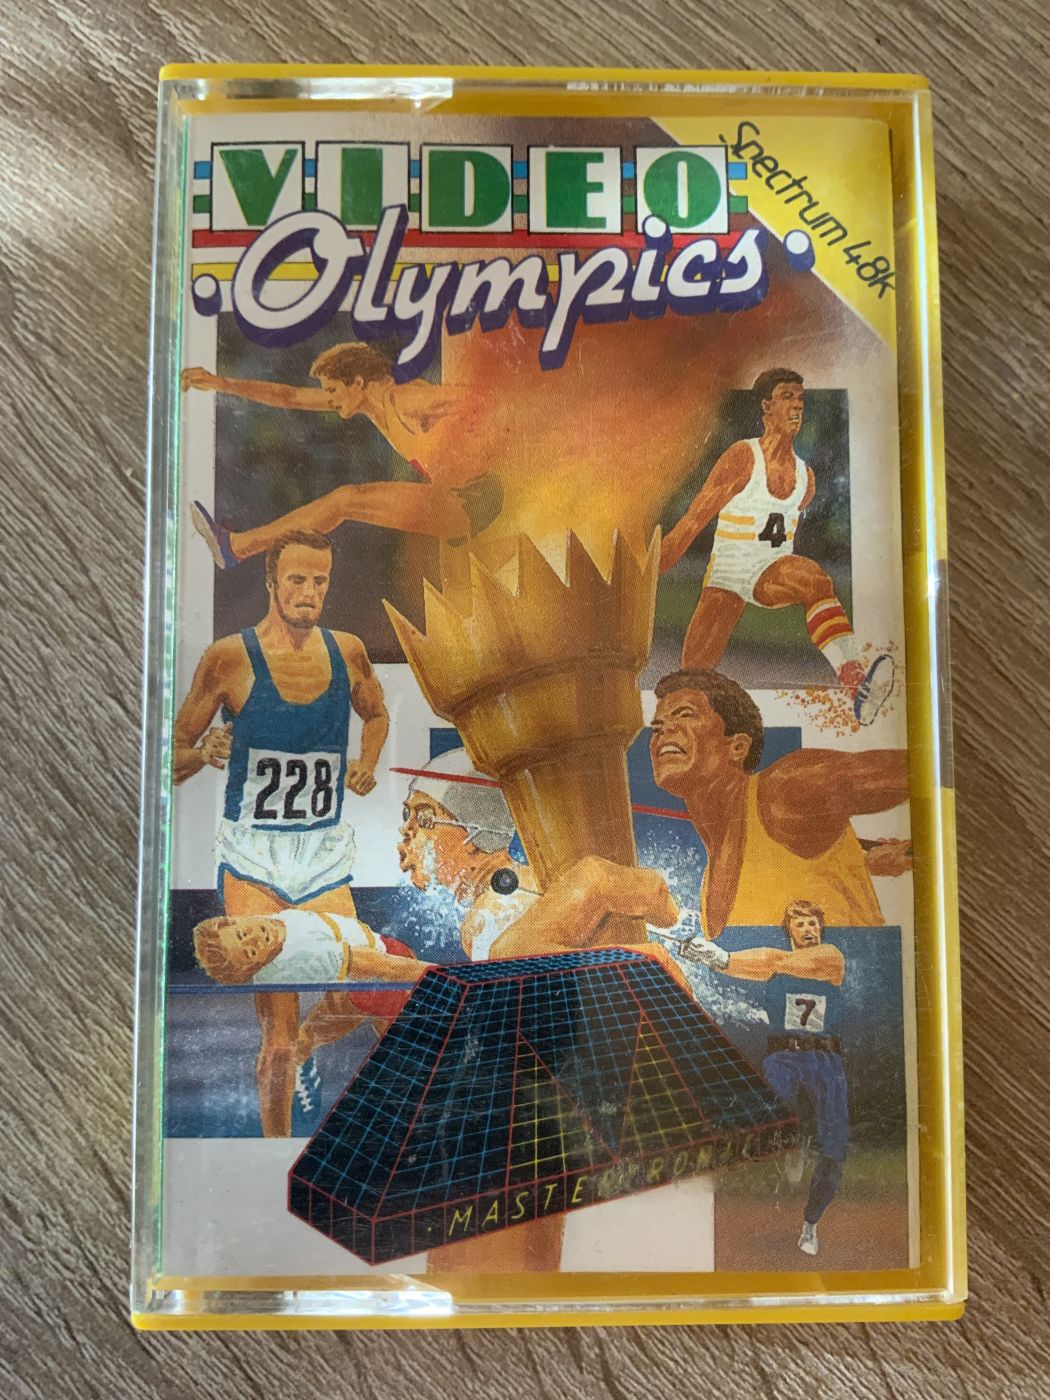 VIDEO
Olympics
Spectrum 48K
4
228
7
MASTERTRONIC